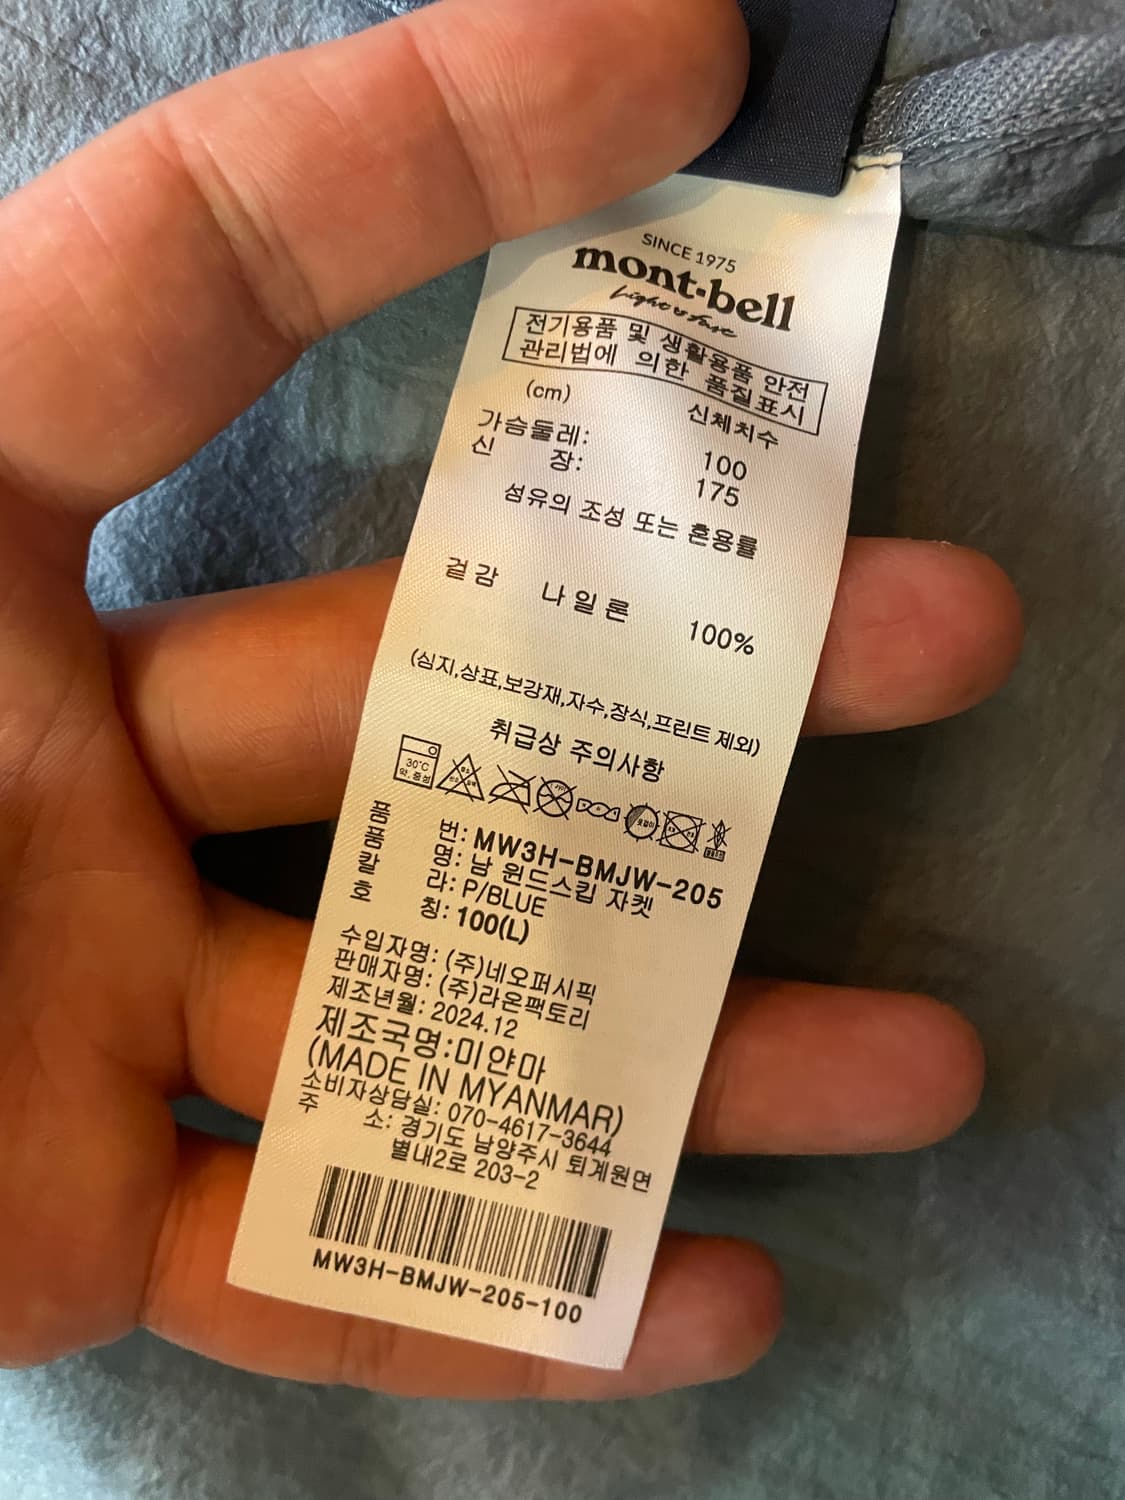 SINCE 1975
mont-bell
Light & Fast
전기용품 및 생활용품 안전
관리법에 의한 품질표시
(cm) 신체치수
가슴둘레: 100
신 장: 175
섬유의 조성 또는 혼용률
겉감 나일론 100%
(심지,상표,보강재,자수,장식,프린트 제외)
취급상 주의사항
30°C
약.중성
옷걸이
품 번: MW3H-BMJW-205
품 명: 남 윈드스킵 자켓
칼 라: P/BLUE
호 칭: 100(L)
수입자명: (주)네오퍼시픽
판매자명: (주)라온팩토리
제조년월: 2024.12
제조국명:미얀마
(MADE IN MYANMAR)
소비자상담실: 070-4617-3644
주 소: 경기도 남양주시 퇴계원면
별내2로 203-2
MW3H-BMJW-205-100